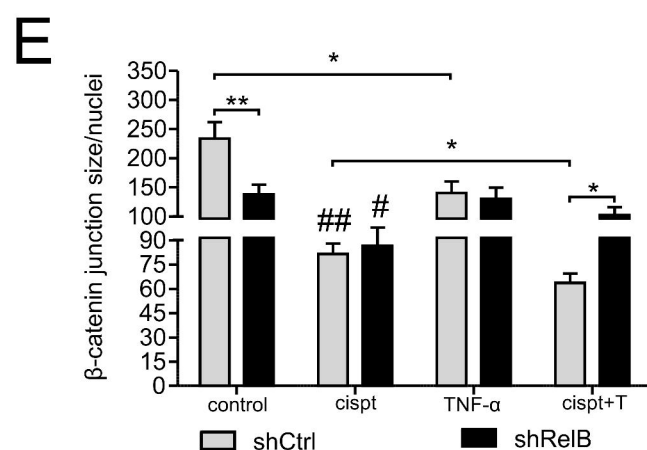 E
β-catenin junction size/nuclei
350
300
250
200
150
100
90
75
60
45
30
15
0
*
**
*
*
##
#
control
cispt
TNF-α
cispt+T
shCtrl
shRelB